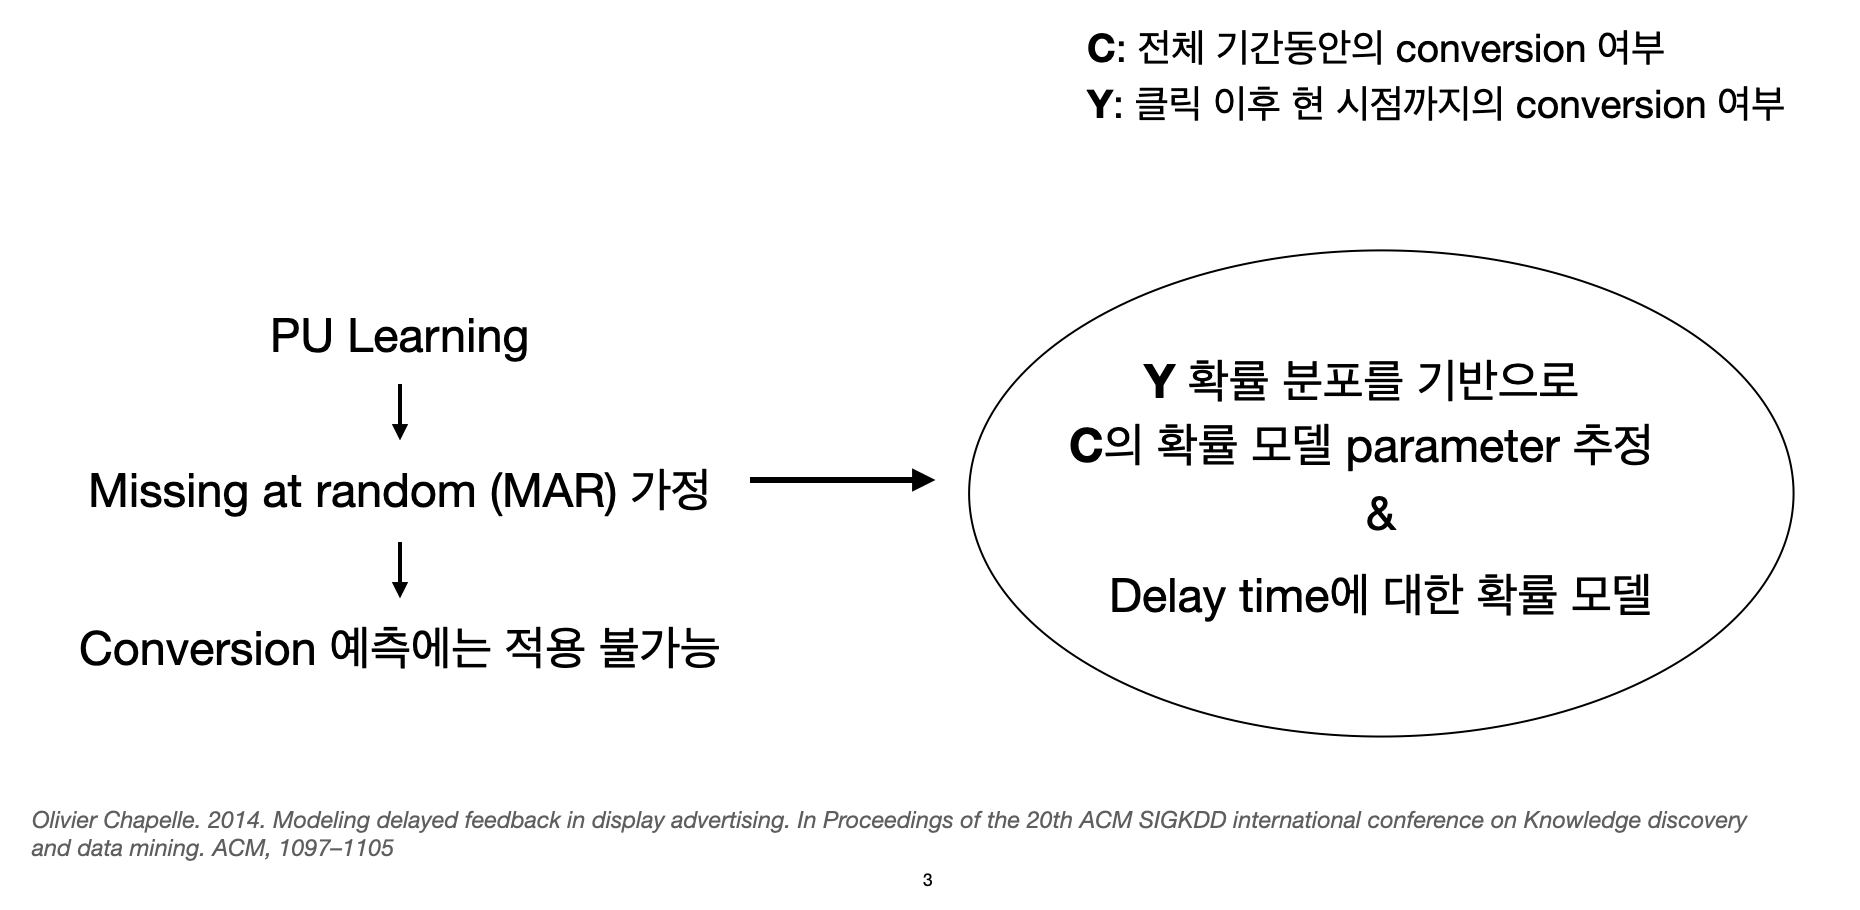 C: 전체 기간동안의 conversion 여부
Y: 클릭 이후 현 시점까지의 conversion 여부
PU Learning
Missing at random (MAR) 가정
Conversion 예측에는 적용 불가능
Y 확률 분포를 기반으로
C의 확률 모델 parameter 추정
&
Delay time에 대한 확률 모델
Olivier Chapelle. 2014. Modeling delayed feedback in display advertising. In Proceedings of the 20th ACM SIGKDD international conference on Knowledge discovery
and data mining. ACM, 1097–1105
3